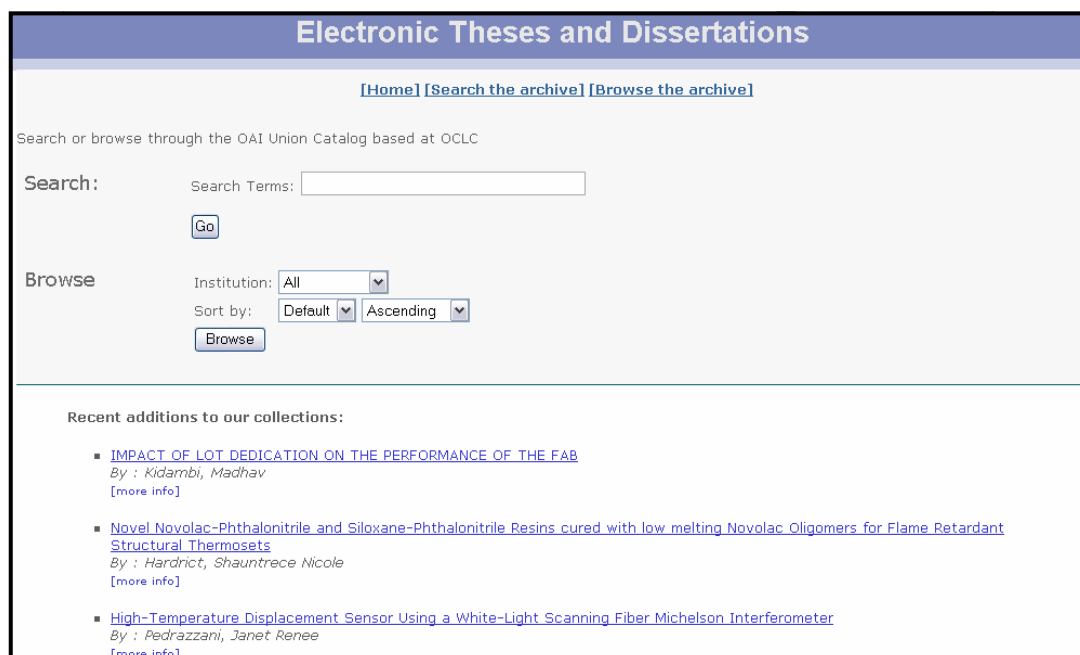 Electronic Theses and Dissertations
[Home] [Search the archive] [Browse the archive]
Search or browse through the OAI Union Catalog based at OCLC
Search:
Search Terms:
Go
Browse
Institution: All
Sort by: Default Ascending
Browse
Recent additions to our collections:
IMPACT OF LOT DEDICATION ON THE PERFORMANCE OF THE FAB
By : Kidambi, Madhav
[more info]
Novel Novolac-Phthalonitrile and Siloxane-Phthalonitrile Resins cured with low melting Novolac Oligomers for Flame Retardant
Structural Thermosets
By : Hardrict, Shauntrece Nicole
[more info]
High-Temperature Displacement Sensor Using a White-Light Scanning Fiber Michelson Interferometer
By : Pedrazzani, Janet Renee
[more info]